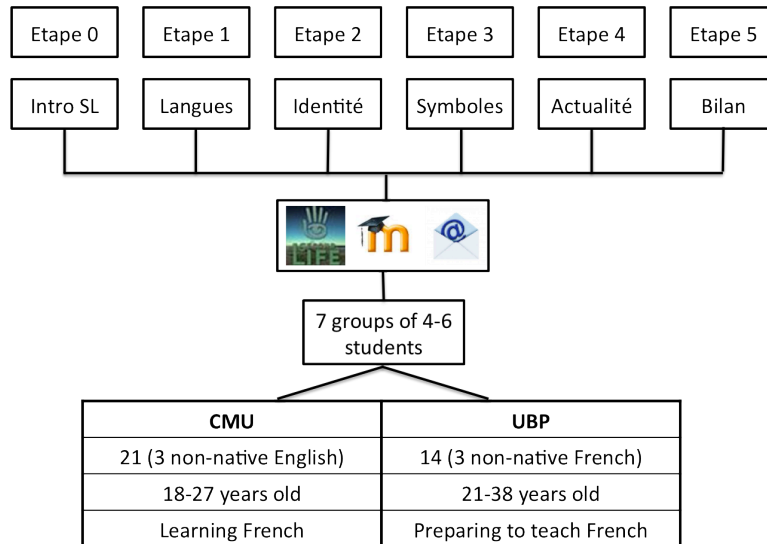 Etape 0 Etape 1 Etape 2 Etape 3 Etape 4 Etape 5
Intro SL Langues Identité Symboles Actualité Bilan
LIFE m @
7 groups of 4-6
students
CMU UBP
21 (3 non-native English) 14 (3 non-native French)
18-27 years old 21-38 years old
Learning French Preparing to teach French